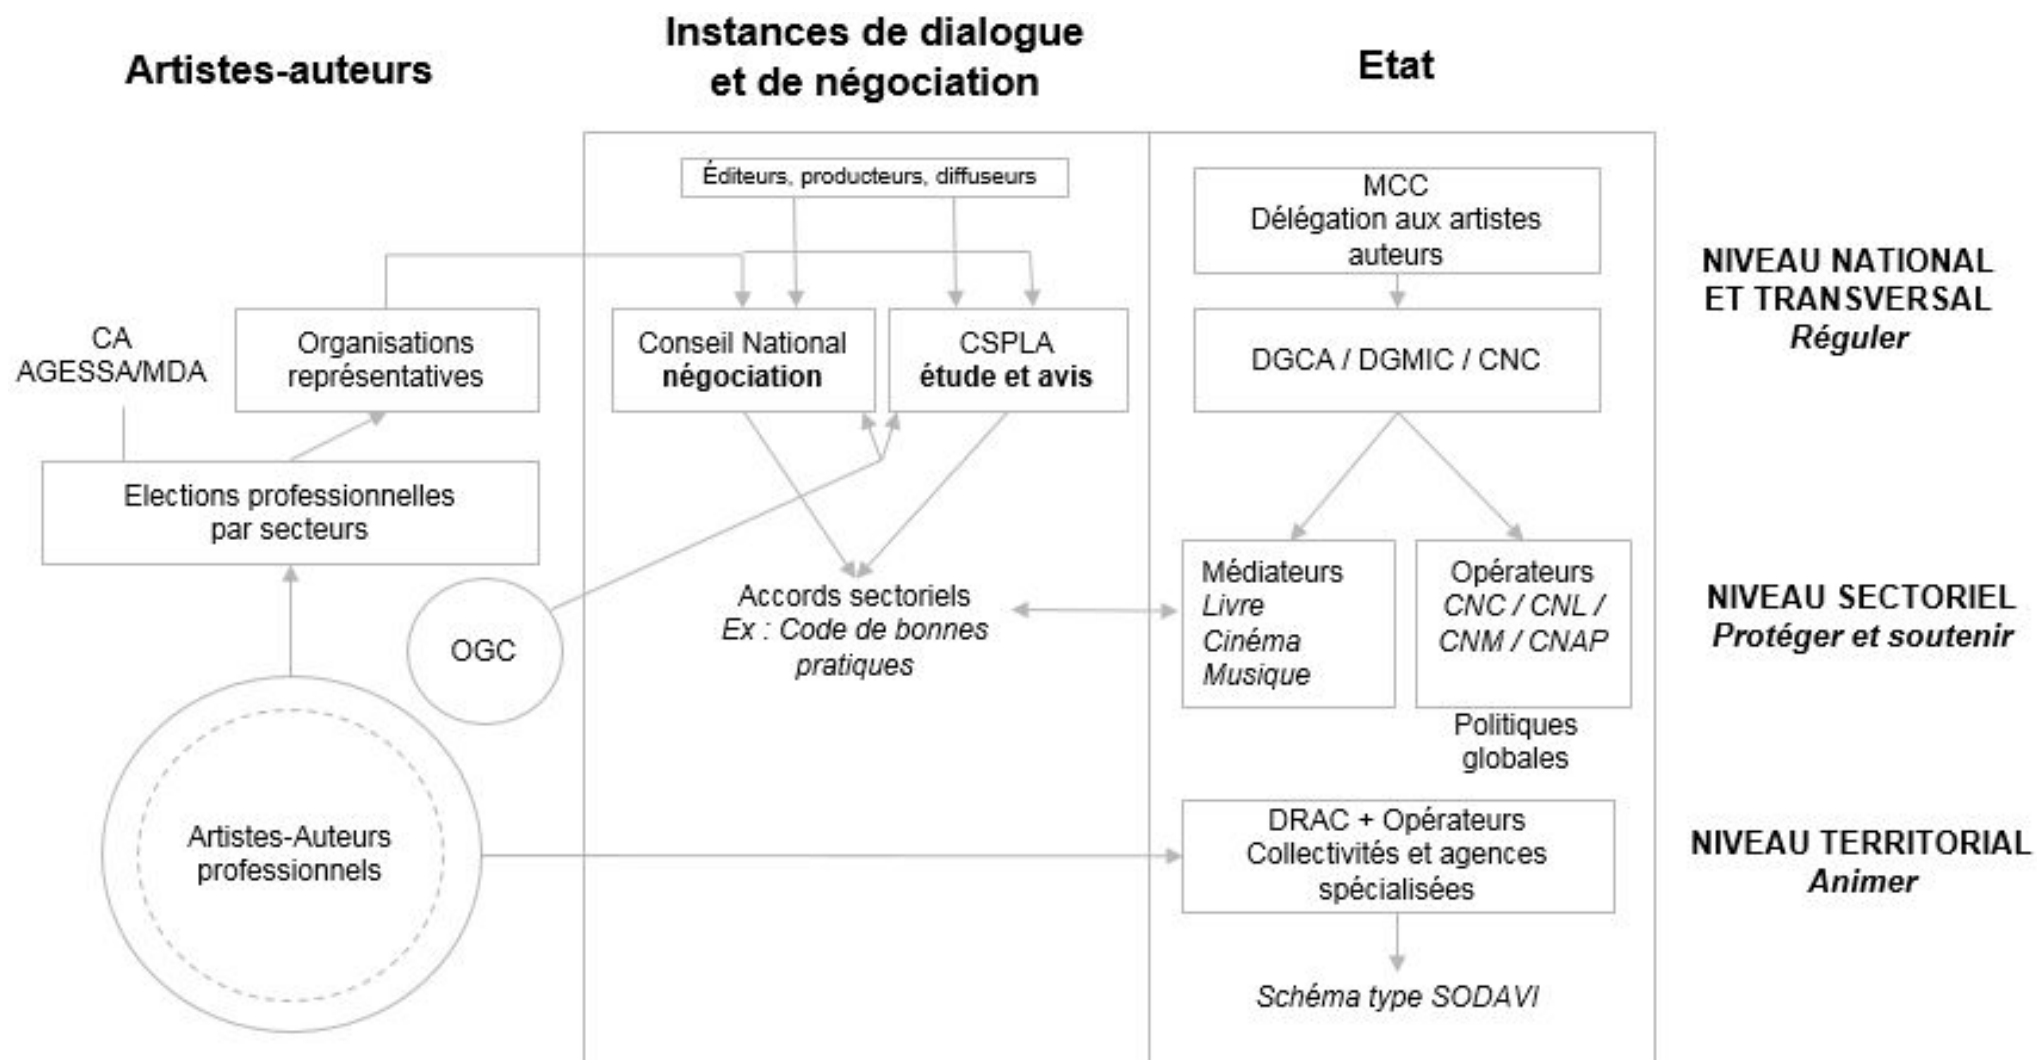 Artistes-auteurs
Instances de dialogue
et de négociation
Etat
Éditeurs, producteurs, diffuseurs
MCC
Délégation aux artistes
auteurs
NIVEAU NATIONAL
ET TRANSVERSAL
Réguler
CA
AGESSA/MDA
Organisations
représentatives
Conseil National
négociation
CSPLA
étude et avis
DGCA / DGMIC / CNC
Elections professionnelles
par secteurs
OGC
Accords sectoriels
Ex : Code de bonnes
pratiques
Médiateurs
Livre
Cinéma
Musique
Opérateurs
CNC / CNL /
CNM / CNAP
Politiques
globales
NIVEAU SECTORIEL
Protéger et soutenir
Artistes-Auteurs
professionnels
DRAC + Opérateurs
Collectivités et agences
spécialisées
NIVEAU TERRITORIAL
Animer
Schéma type SODAVI